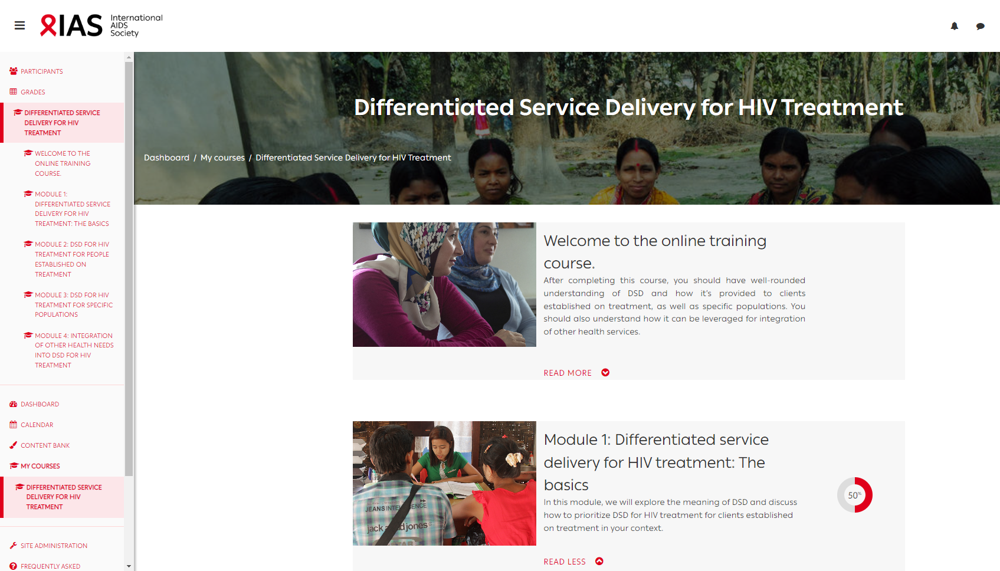 IAS
International
AIDS
Society
PARTICIPANTS
GRADES
DIFFERENTIATED SERVICE
DELIVERY FOR HIV
TREATMENT
WELCOME TO THE
ONLINE TRAINING
COURSE.
MODULE 1:
DIFFERENTIATED SERVICE
DELIVERY FOR HIV
TREATMENT: THE BASICS
MODULE 2: DSD FOR HIV
TREATMENT FOR PEOPLE
ESTABLISHED ON
TREATMENT
MODULE 3: DSD FOR HIV
TREATMENT FOR SPECIFIC
POPULATIONS
MODULE 4: INTEGRATION
OF OTHER HEALTH NEEDS
INTO DSD FOR HIV
TREATMENT
DASHBOARD
CALENDAR
CONTENT BANK
MY COURSES
DIFFERENTIATED SERVICE
DELIVERY FOR HIV
TREATMENT
SITE ADMINISTRATION
FREQUENTLY ASKED
Differentiated Service Delivery for HIV Treatment
Dashboard / My courses / Differentiated Service Delivery for HIV Treatment
Welcome to the online training
course.
After completing this course, you should have well-rounded
understanding of DSD and how it's provided to clients
established on treatment, as well as specific populations. You
should also understand how it can be leveraged for integration
of other health services.
READ MORE
Module 1: Differentiated service
delivery for HIV treatment: The
basics
In this module, we will explore the meaning of DSD and discuss
how to prioritize DSD for HIV treatment for clients established
on treatment in your context.
50%
READ LESS
JEANS
jack jones